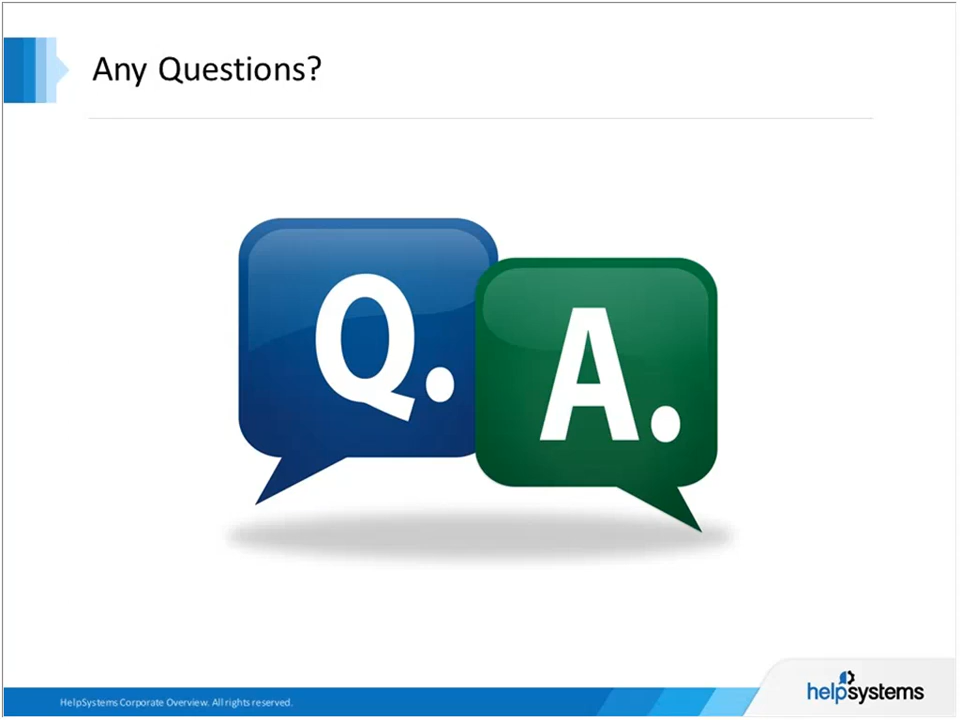 Any Questions?
Q.
A.
HelpSystems Corporate Overview. All rights reserved.
helpsystems